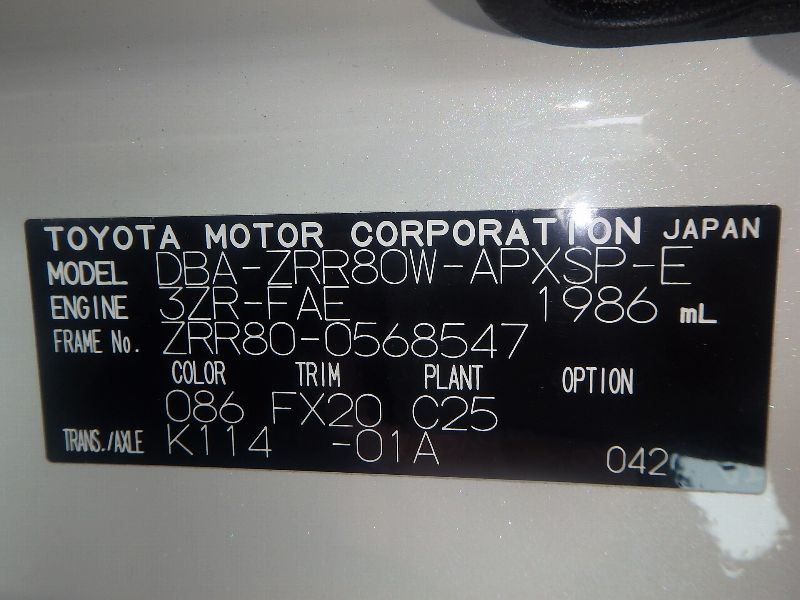 TOYOTA MOTOR CORPORATION JAPAN
MODEL DBA-ZRR80W-APXSP-E
ENGINE 3ZR-FAE 1986 mL
FRAME No. ZRR80-0568547
COLOR TRIM PLANT OPTION
086 FX20 C25
TRANS./AXLE K114 -01A
042